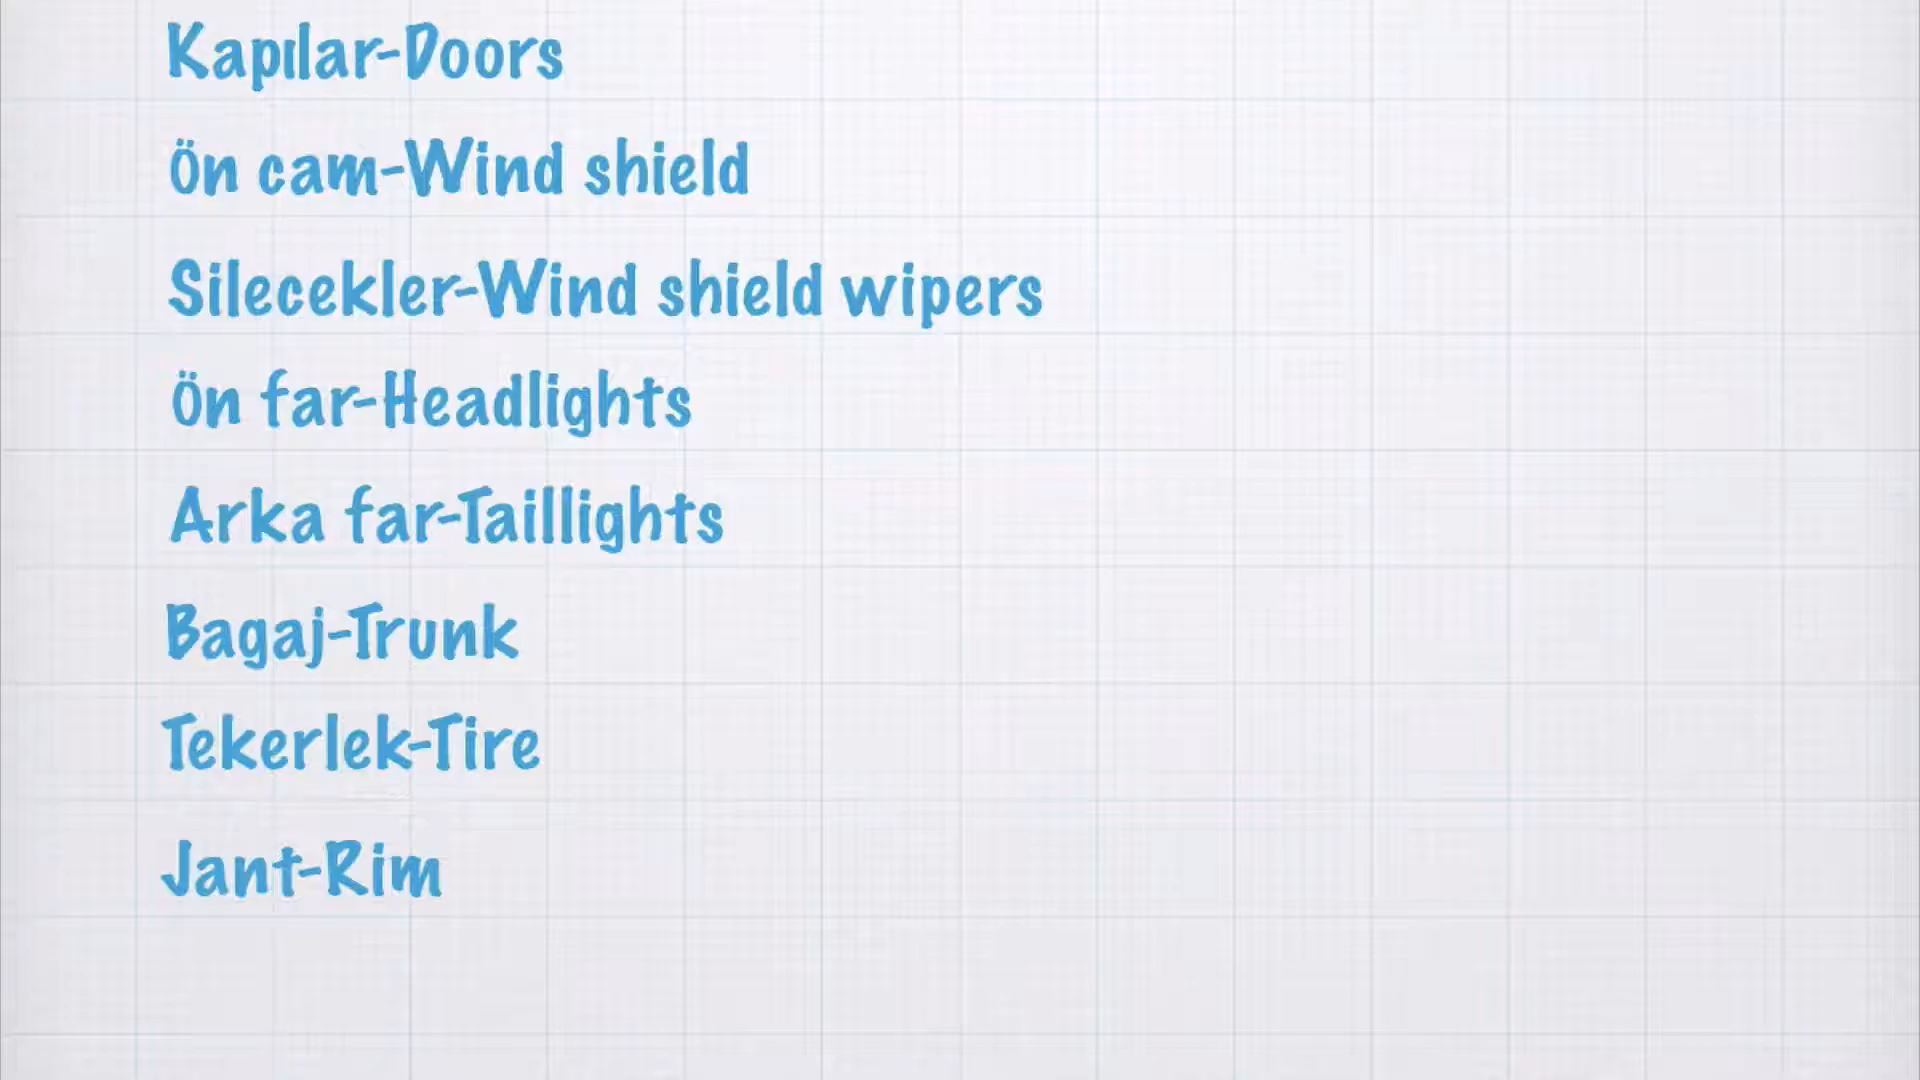 Kapılar-Doors
Ön cam-Wind shield
Silecekler-Wind shield wipers
Ön far-Headlights
Arka far-Taillights
Bagaj-Trunk
Tekerlek-Tire
Jant-Rim